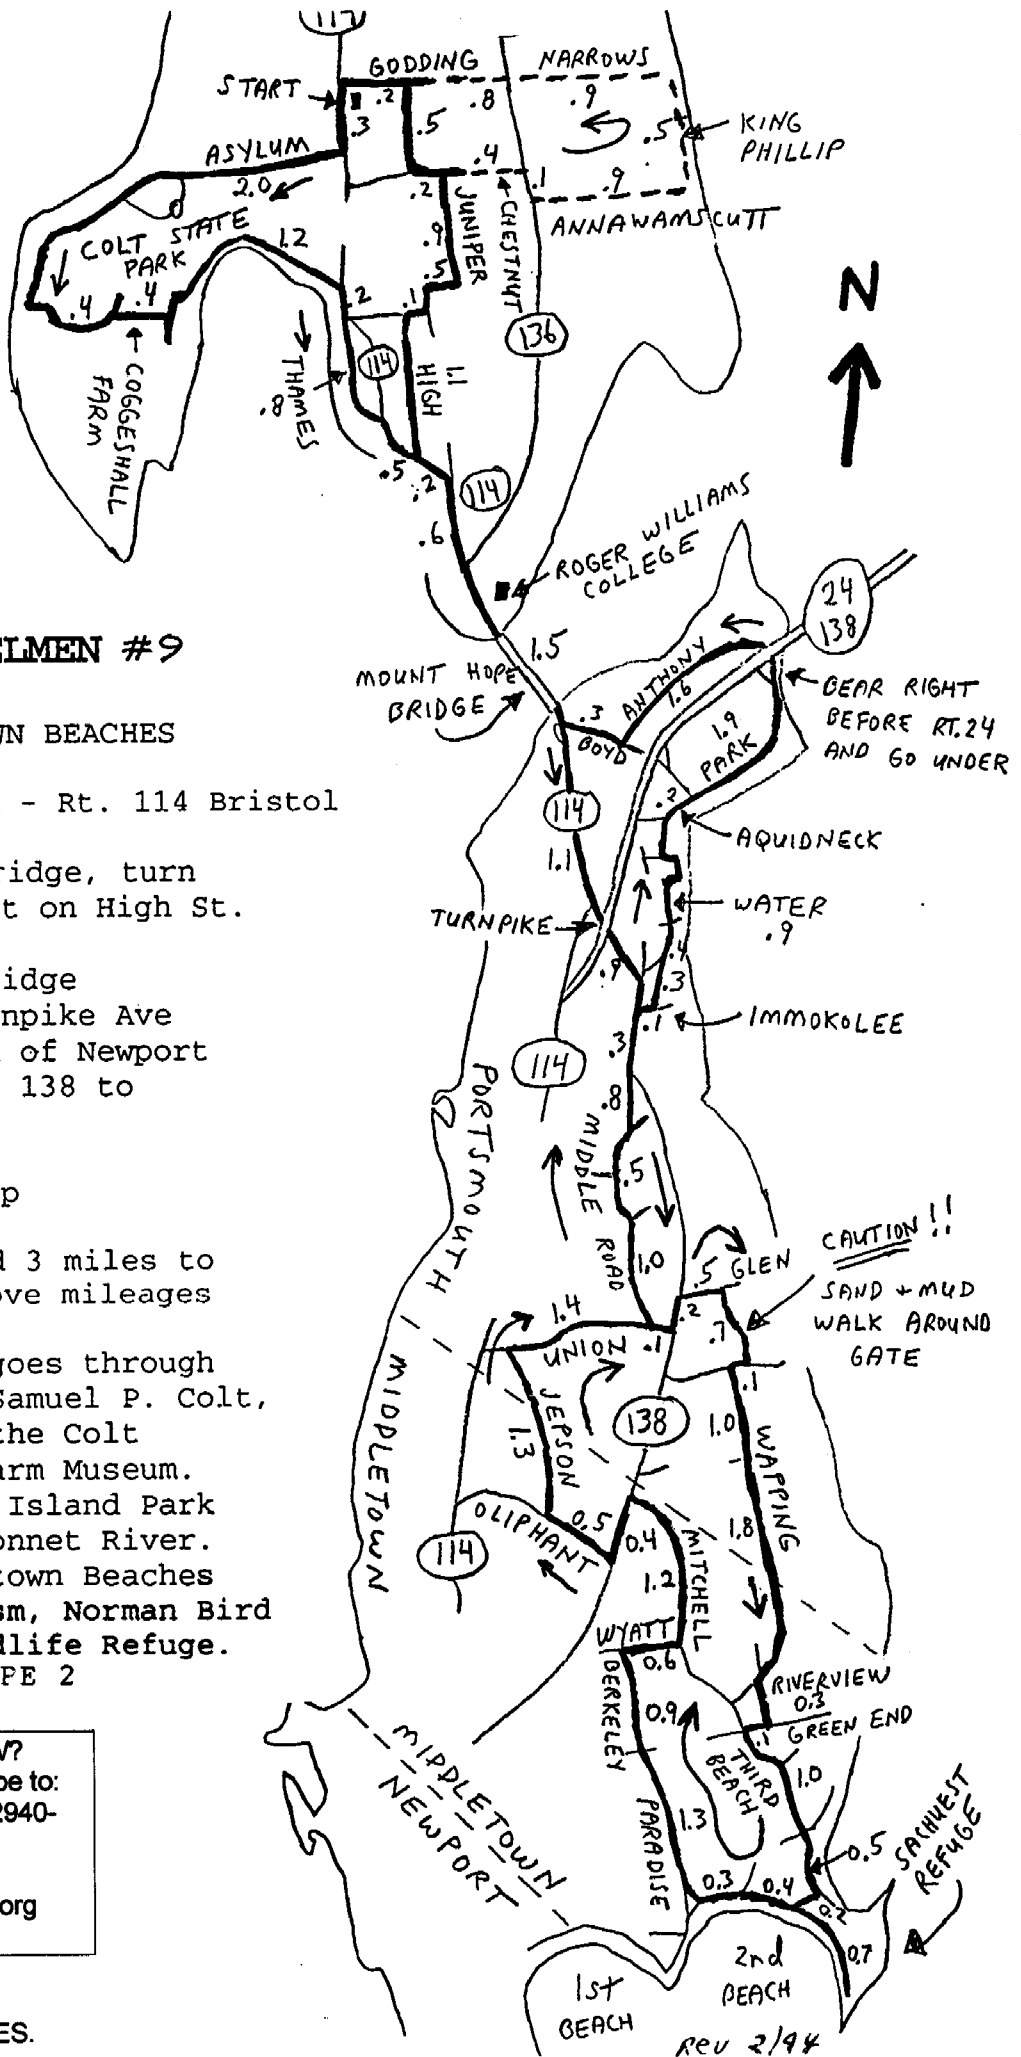 117
GODDING
NARROWS
START
.2
.8
.9
.3
.5
.5
KING
PHILLIP
ASYLUM
.4
2.0
.2
.1
.9
JUNIPER
CHESTNUT
ANNAWAMSCUTT
COLT STATE
PARK
1.2
.9
.5
.4
.4
.2
.1
136
N
COGGESHALL
FARM
THAMES
.8
114
HIGH
1.1
.5
.2
114
.6
ROGER WILLIAMS
COLLEGE
24
138
ELMEN #9
1.5
MOUNT HOPE
BRIDGE
ANTHONY
1.6
.3
BOYD
BEAR RIGHT
BEFORE RT.24
AND GO UNDER
WN BEACHES
1.9
PARK
- Rt. 114 Bristol
114
.2
AQUIDNECK
ridge, turn
t on High St.
1.1
TURNPIKE
WATER
.9
idge
.9
.4
.3
npike Ave
.1
IMMOKOLEE
of Newport
.3
138 to
114
.8
PORTSMOUTH
MIDDLE
ROAD
.5
p
d 3 miles to
ove mileages
1.0
.5
GLEN
CAUTION!!
SAND + MUD
WALK AROUND
GATE
1.4
.2
.7
UNION
.1
.1
goes through
Samuel P. Colt,
the Colt
arm Museum.
Island Park
onnet River.
town Beaches
sm, Norman Bird
dlife Refuge.
PE 2
MIDDLETOWN
JEPSON
1.3
138
1.0
WAPPING
OLIPHANT
0.5
0.4
MITCHELL
1.8
114
1.2
WYATT
0.6
BERKELEY
0.9
RIVERVIEW
0.3
GREEN END
.1
THIRD
BEACH
1.0
MIDDLETOWN
NEWPORT
W?
be to:
2940-
org
PARADISE
1.3
0.5
SACHUEST
REFUGE
0.3
0.4
0.2
0.7
1st
BEACH
2nd
BEACH
ES.
Rev 2/94